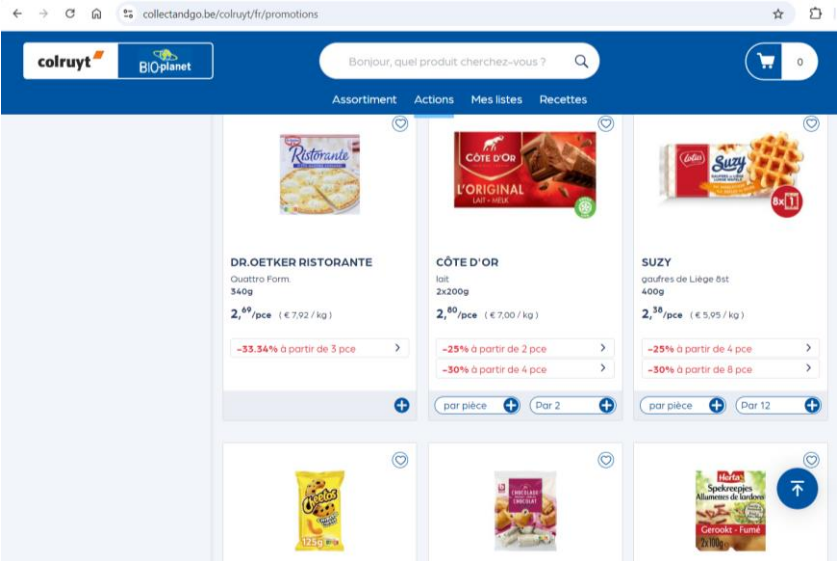 collectandgo.be/colruyt/fr/promotions
colruyt
BIO-planet
Bonjour, quel produit cherchez-vous ?
0
Assortiment Actions Mes listes Recettes
Ristorante
CÔTE D'OR
L'ORIGINAL
LAIT - MELK
Lotus
Suzy
8x
DR.OETKER RISTORANTE
Quattro Form.
340g
2,69/pce (€ 7,92 / kg)
-33.34% à partir de 3 pce
CÔTE D'OR
lait
2x200g
2,80/pce (€ 7,00 / kg)
-25% à partir de 2 pce
-30% à partir de 4 pce
par pièce Par 2
SUZY
gaufres de Liège 8st
400g
2,38/pce (€ 5,95 / kg)
-25% à partir de 4 pce
-30% à partir de 8 pce
par pièce Par 12
Cheetos
125g
CHOCOLADE
CHOCOLAT
Herta
Spekreepjes
Allumettes de lardons
Gerookt - Fumé
2x100g